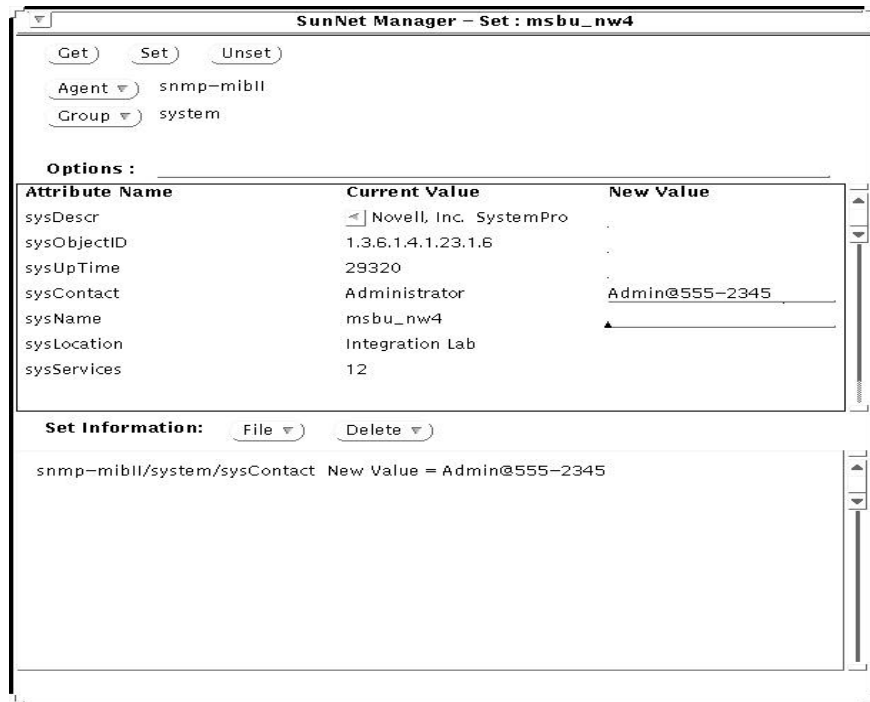 SunNet Manager – Set : msbu_nw4
Get Set Unset
Agent snmp–mibII
Group system
Options :
Attribute Name Current Value New Value
sysDescr Novell, Inc. SystemPro
sysObjectID 1.3.6.1.4.1.23.1.6
sysUpTime 29320
sysContact Administrator Admin@555–2345
sysName msbu_nw4
sysLocation Integration Lab
sysServices 12
Set Information: File Delete
snmp–mibII/system/sysContact New Value = Admin@555–2345